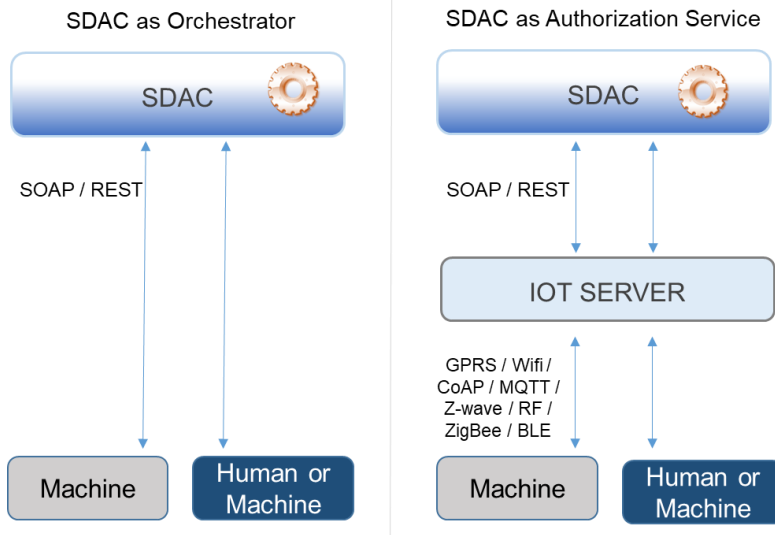 SDAC as Orchestrator
SDAC
SOAP / REST
Machine
Human or
Machine
SDAC as Authorization Service
SDAC
SOAP / REST
IOT SERVER
GPRS / Wifi /
CoAP / MQTT /
Z-wave / RF /
ZigBee / BLE
Machine
Human or
Machine